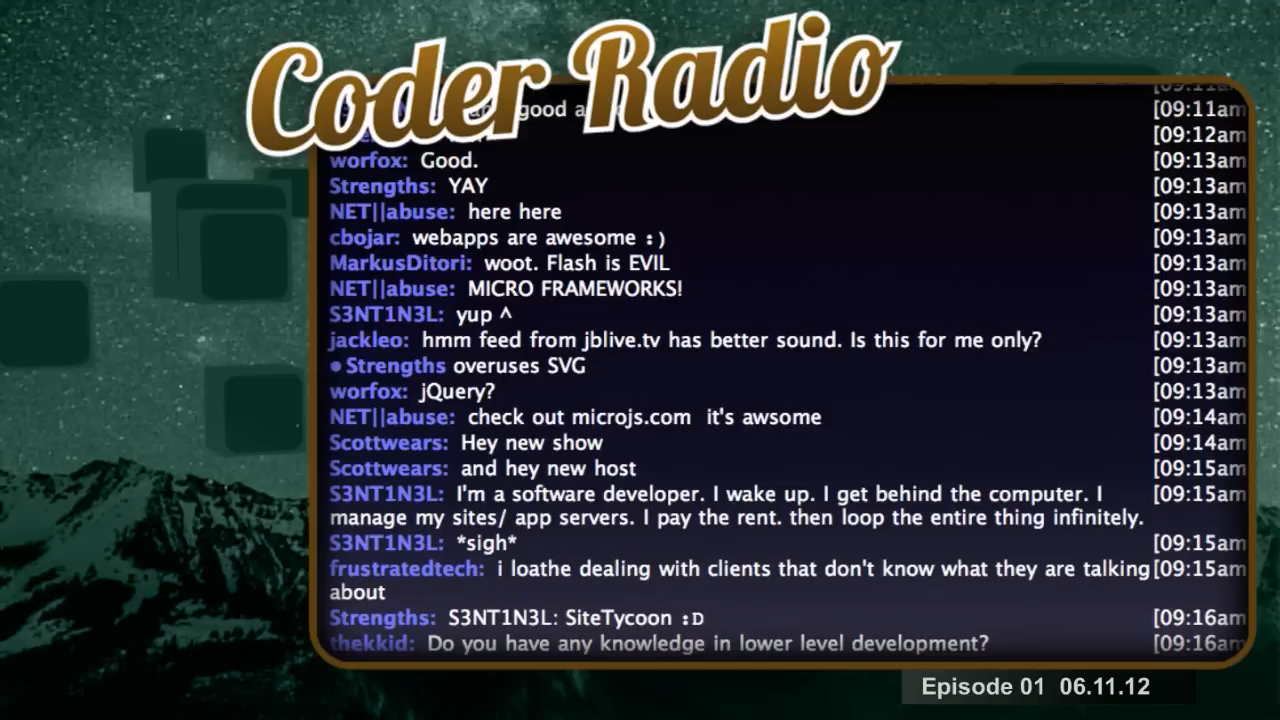 Coder Radio
good
[09:11am
[09:12am
worfox: Good. [09:13am
Strengths: YAY [09:13am
NET||abuse: here here [09:13am
cbojar: webapps are awesome :) [09:13am
MarkusDitori: woot. Flash is EVIL [09:13am
NET||abuse: MICRO FRAMEWORKS! [09:13am
S3NT1N3L: yup ^ [09:13am
jackleo: hmm feed from jblive.tv has better sound. Is this for me only? [09:13am
•Strengths overuses SVG [09:13am
worfox: jQuery? [09:13am
NET||abuse: check out microjs.com it's awsome [09:14am
Scottwears: Hey new show [09:14am
Scottwears: and hey new host [09:15am
S3NT1N3L: I'm a software developer. I wake up. I get behind the computer. I [09:15am
manage my sites/ app servers. I pay the rent. then loop the entire thing infinitely.
S3NT1N3L: *sigh* [09:15am
frustratedtech: i loathe dealing with clients that don't know what they are talking [09:15am
about
Strengths: S3NT1N3L: SiteTycoon :D [09:16am
thekkid: Do you have any knowledge in lower level development? [09:16am
Episode 01 06.11.12